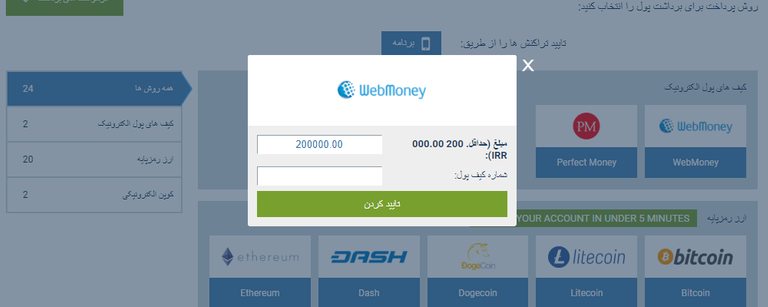 روش پرداخت برای برداشت پول را انتخاب کنید:
تایید تراکنش ها را از طریق:
برنامه
همه روش ها 24
کیف های پول الکترونیک 2
ارز رمزپایه 20
کوپن الکترونیکی 2
WebMoney
مبلغ (حداقل. 200 000.00
IRR):
200000.00
شماره کیف پول:
تایید کردن
X
کیف های پول الکترونیک
PM
WebMoney
Perfect Money
WebMoney
ارز رمزپایه
YOUR ACCOUNT IN UNDER 5 MINUTES
ethereum
DASH
DogeCoin
litecoin
bitcoin
Ethereum
Dash
Dogecoin
Litecoin
Bitcoin